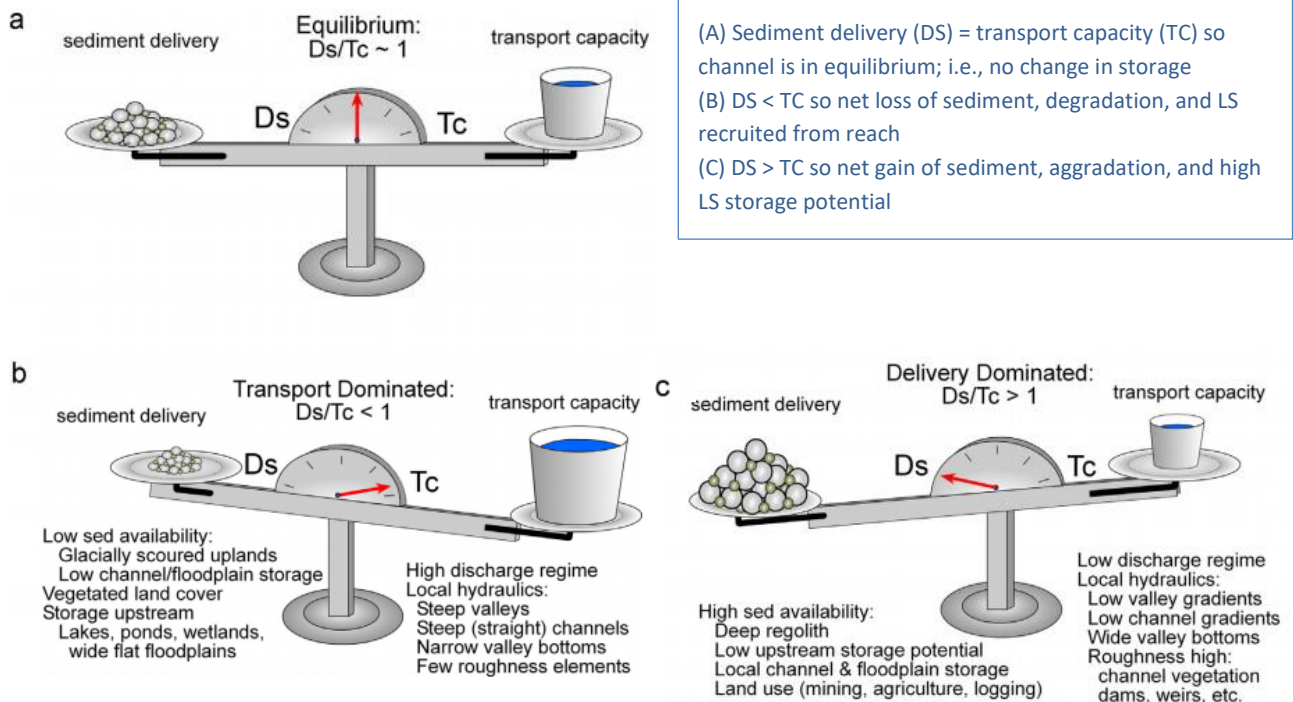 a
sediment delivery
Equilibrium:
Ds/Tc ~ 1
transport capacity
Ds
Tc
(A) Sediment delivery (DS) = transport capacity (TC) so
channel is in equilibrium; i.e., no change in storage
(B) DS < TC so net loss of sediment, degradation, and LS
recruited from reach
(C) DS > TC so net gain of sediment, aggradation, and high
LS storage potential
b
sediment delivery
Transport Dominated:
Ds/Tc < 1
transport capacity
Ds
Tc
Low sed availability:
Glacially scoured uplands
Low channel/floodplain storage
Vegetated land cover
Storage upstream
Lakes, ponds, wetlands,
wide flat floodplains
High discharge regime
Local hydraulics:
Steep valleys
Steep (straight) channels
Narrow valley bottoms
Few roughness elements
c
sediment delivery
Delivery Dominated:
Ds/Tc > 1
transport capacity
Ds
Tc
High sed availability:
Deep regolith
Low upstream storage potential
Local channel & floodplain storage
Land use (mining, agriculture, logging)
Low discharge regime
Local hydraulics:
Low valley gradients
Low channel gradients
Wide valley bottoms
Roughness high:
channel vegetation
dams, weirs, etc.